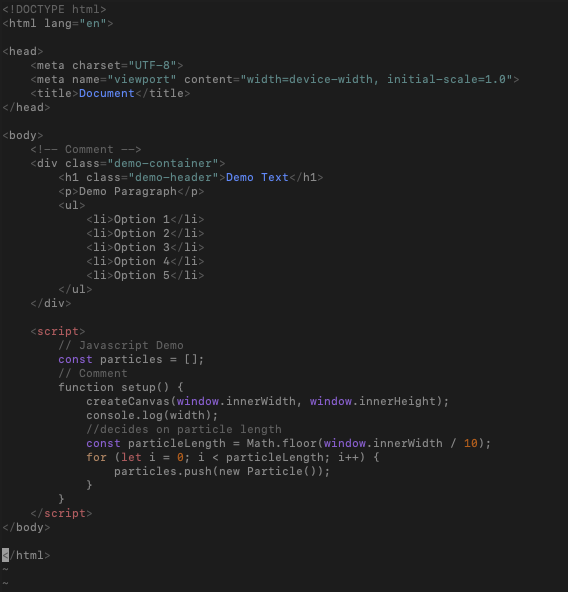 <!DOCTYPE html>
<html lang="en">

<head>
    <meta charset="UTF-8">
    <meta name="viewport" content="width=device-width, initial-scale=1.0">
    <title>Document</title>
</head>

<body>
    <!-- Comment -->
    <div class="demo-container">
        <h1 class="demo-header">Demo Text</h1>
        <p>Demo Paragraph</p>
        <ul>
            <li>Option 1</li>
            <li>Option 2</li>
            <li>Option 3</li>
            <li>Option 4</li>
            <li>Option 5</li>
        </ul>
    </div>

    <script>
        // Javascript Demo
        const particles = [];
        // Comment
        function setup() {
            createCanvas(window.innerWidth, window.innerHeight);
            console.log(width);
            //decides on particle length
            const particleLength = Math.floor(window.innerWidth / 10);
            for (let i = 0; i < particleLength; i++) {
                particles.push(new Particle());
            }
        }
    </script>
</body>

</html>
~
~